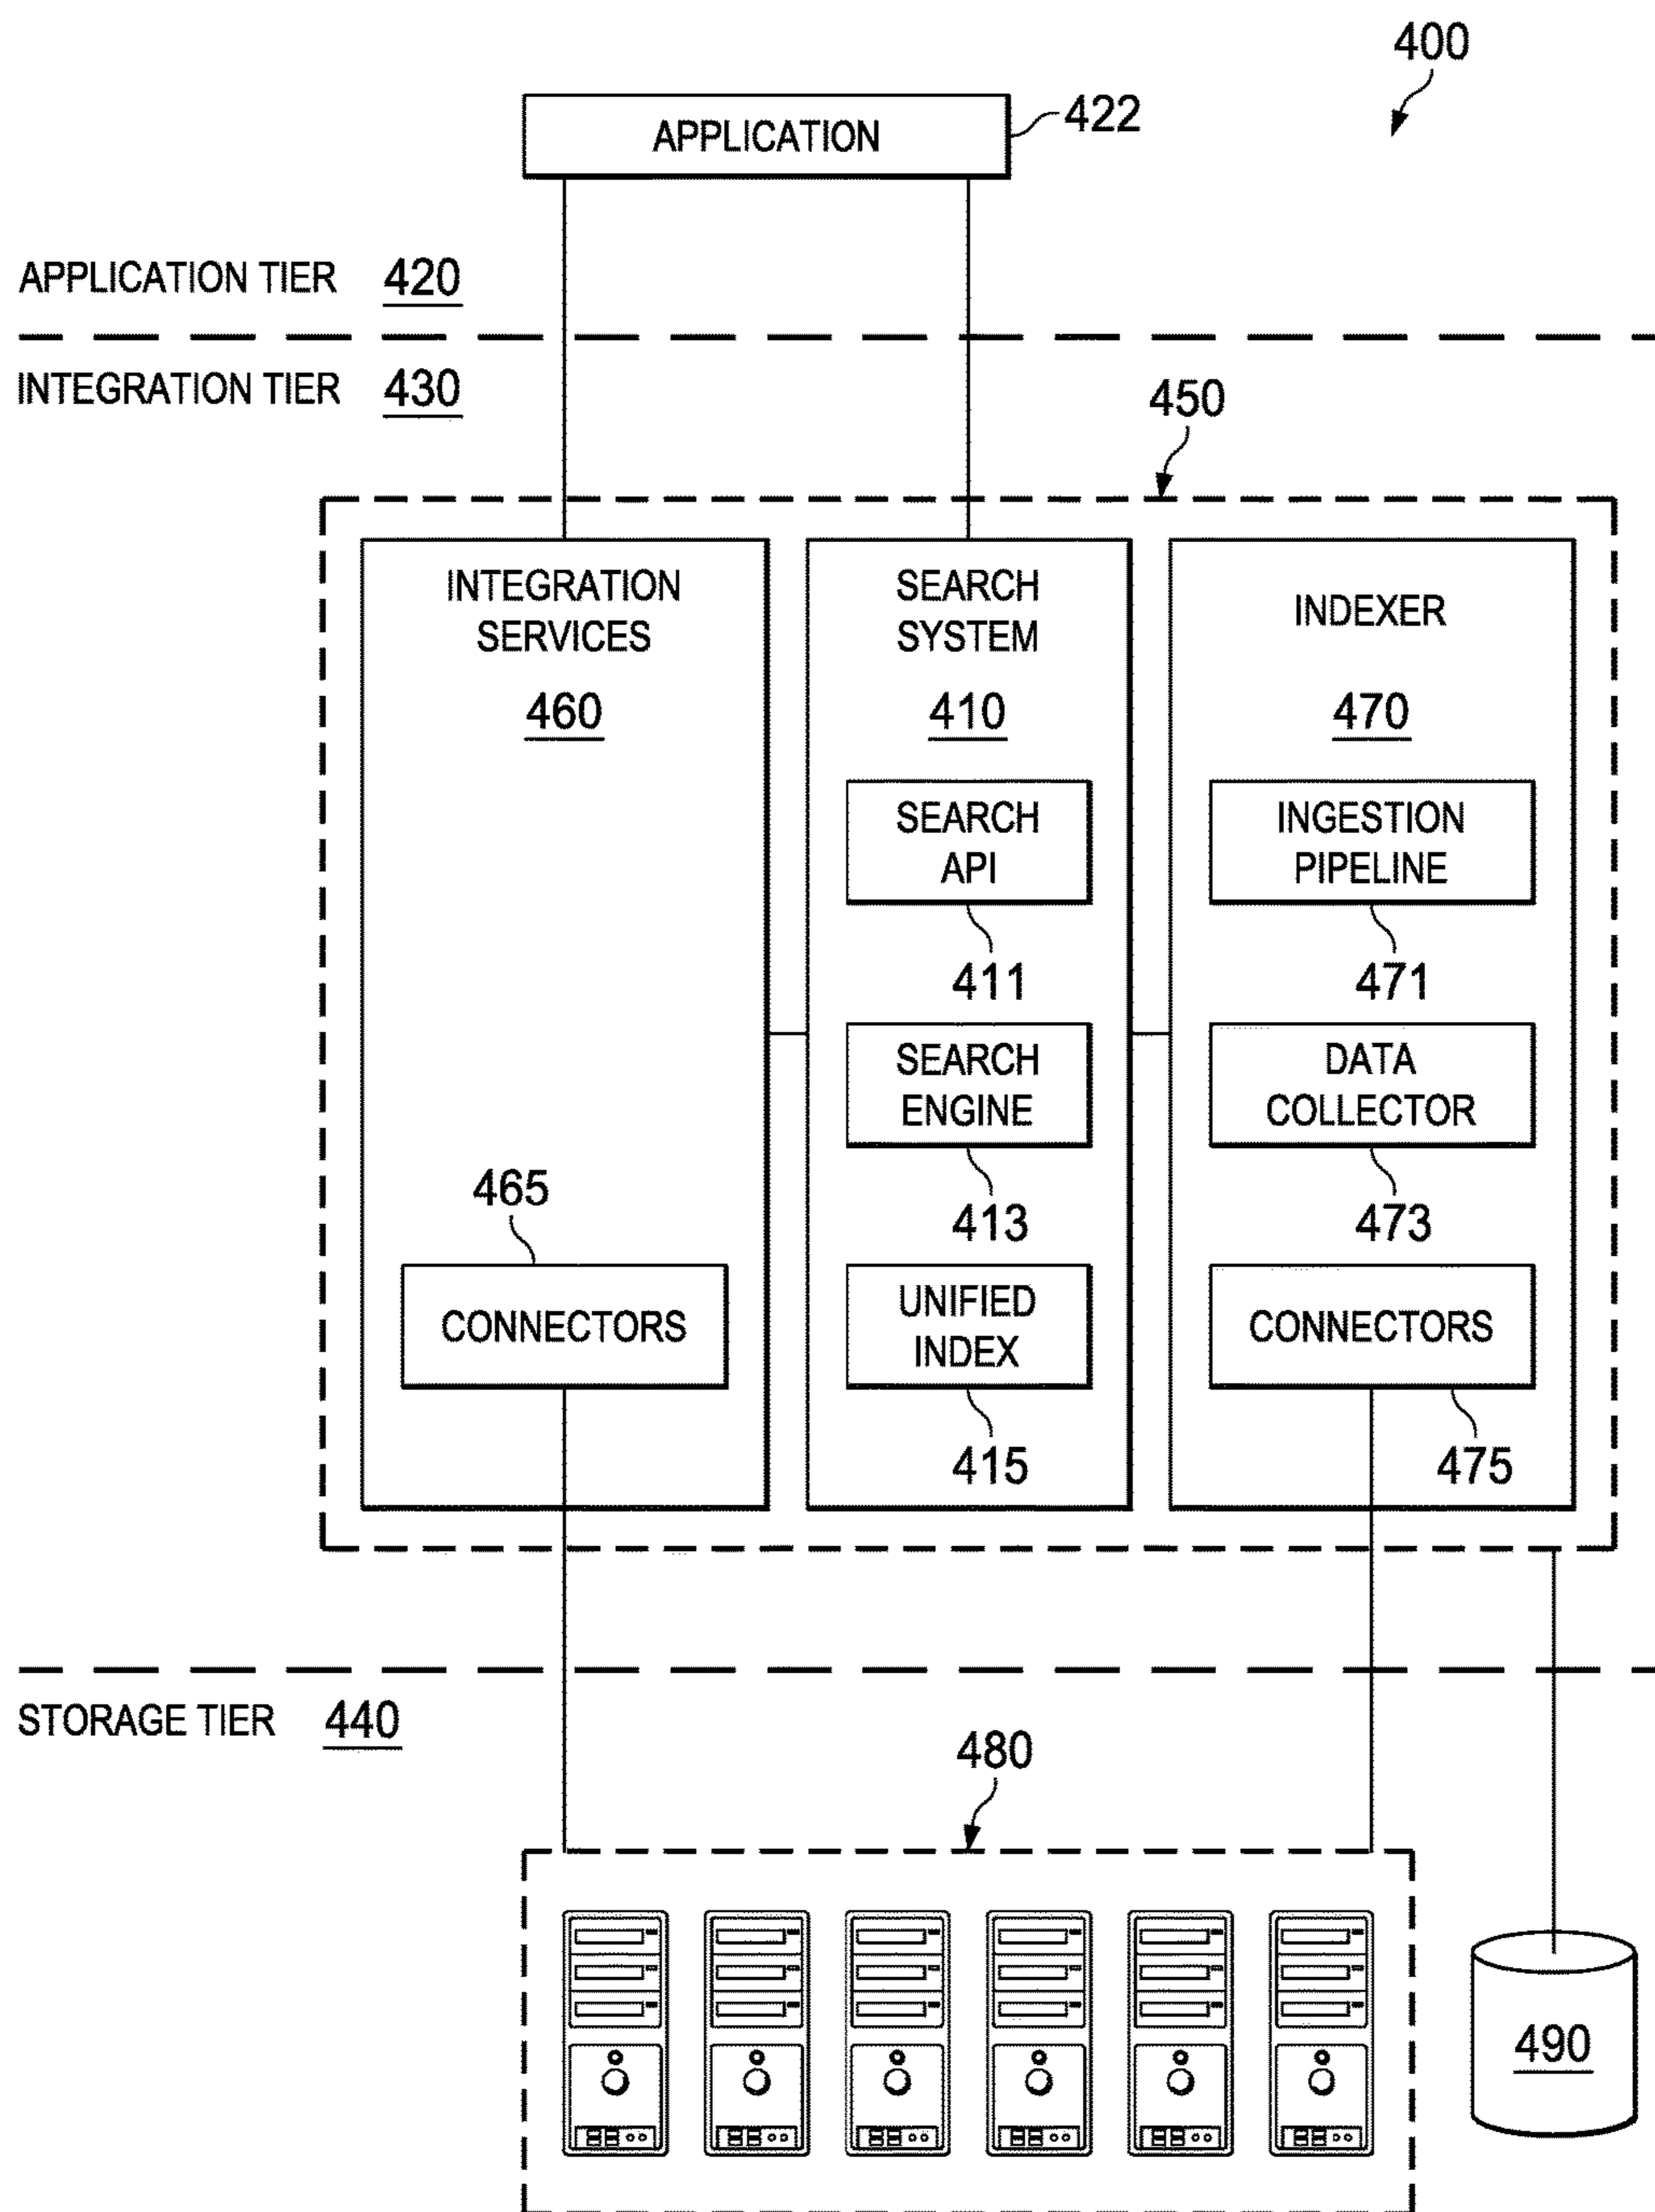 400
APPLICATION
422
APPLICATION TIER 420
INTEGRATION TIER 430
450
INTEGRATION
SERVICES
460
465
CONNECTORS
SEARCH
SYSTEM
410
SEARCH
API
411
SEARCH
ENGINE
413
UNIFIED
INDEX
415
INDEXER
470
INGESTION
PIPELINE
471
DATA
COLLECTOR
473
CONNECTORS
475
STORAGE TIER 440
480
490